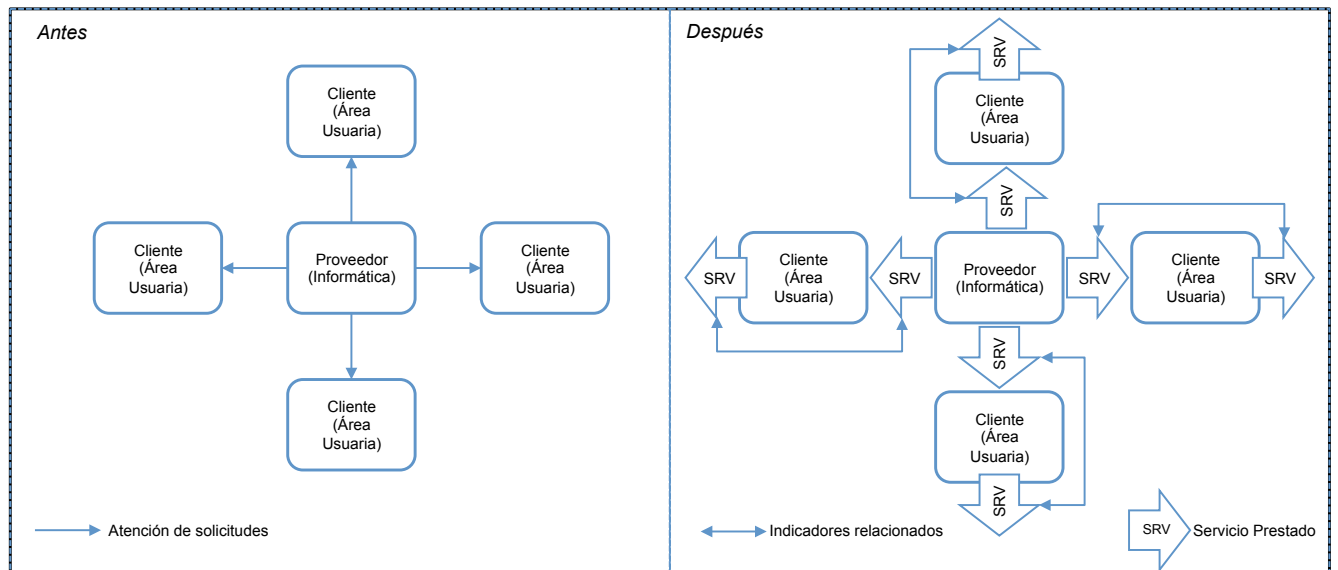 Antes
Cliente
(Área
Usuaria)
Cliente
(Área
Usuaria)
Proveedor
(Informática)
Cliente
(Área
Usuaria)
Cliente
(Área
Usuaria)
Atención de solicitudes
Después
SRV
Cliente
(Área
Usuaria)
SRV
SRV
Cliente
(Área
Usuaria)
SRV
Proveedor
(Informática)
SRV
Cliente
(Área
Usuaria)
SRV
SRV
Cliente
(Área
Usuaria)
SRV
Indicadores relacionados
SRV
Servicio Prestado